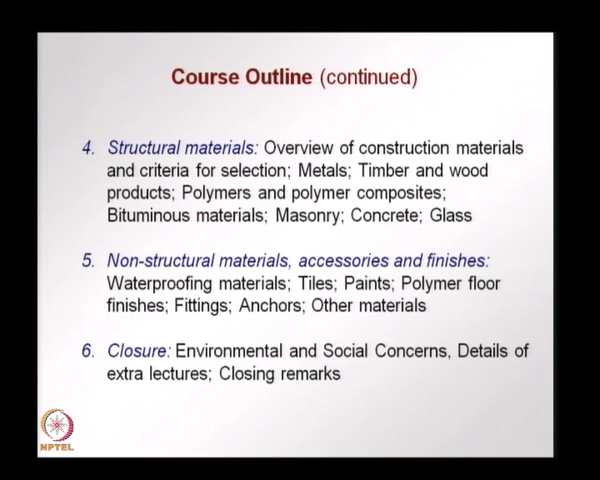 Course Outline (continued)
4. Structural materials: Overview of construction materials
and criteria for selection; Metals; Timber and wood
products; Polymers and polymer composites;
Bituminous materials; Masonry; Concrete; Glass
5. Non-structural materials, accessories and finishes:
Waterproofing materials; Tiles; Paints; Polymer floor
finishes; Fittings; Anchors; Other materials
6. Closure: Environmental and Social Concerns, Details of
extra lectures; Closing remarks
NPTEL